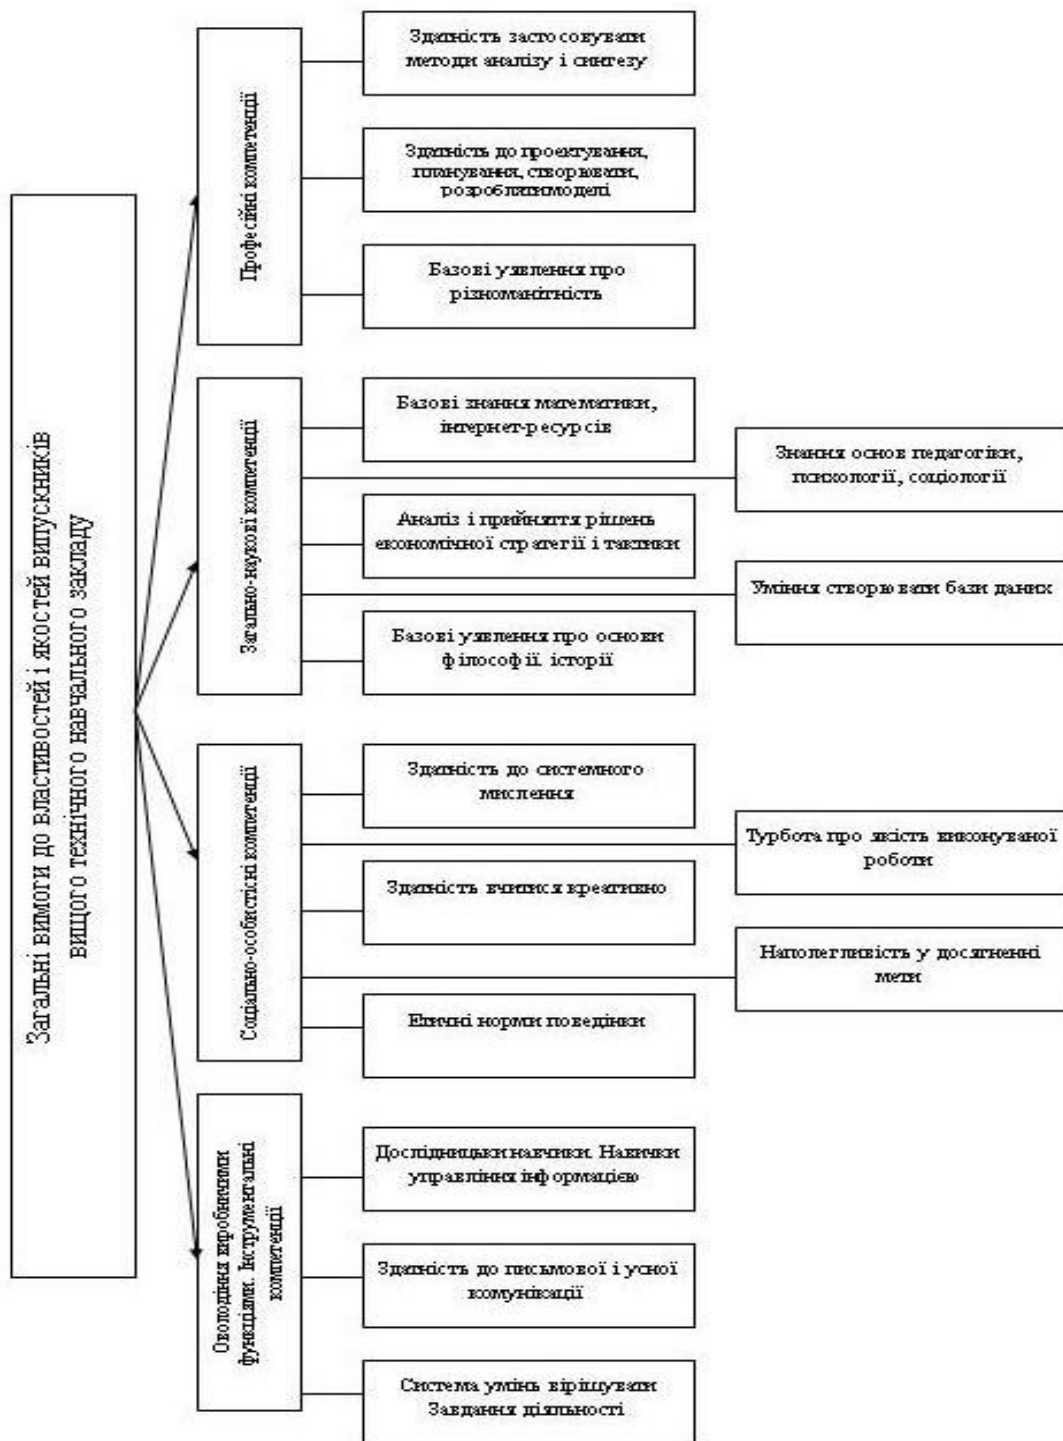 Загальні вимоги до властивостей і якостей випускників
вищого технічного навчального закладу
Професійні компетенції
Здатність застосовувати
методи аналізу і синтезу
Здатність до проектування,
планування, створювати,
розробляти моделі
Базові уявлення про
різноманітність
Загально-наукові компетенції
Базові знання математики,
інтернет-ресурсів
Знання основ педагогіки,
психології, соціології
Аналіз і прийняття рішень
економічної стратегії і тактики
Уміння створювати бази даних
Базові уявлення про основи
філософії. історії
Соціально-особистісні компетенції
Здатність до системного
мислення
Турбота про якість виконуваної
роботи
Здатність вчитися креативно
Наполегливість у досягненні
мети
Етичні норми поведінки
Оволодіння виробничими
функціями. Інструментальні
компетенції
Дослідницьки навчики. Навички
управління інформацією
Здатність до письмової і усної
комунікації
Система умінь вірішувати
Завдання діяльності